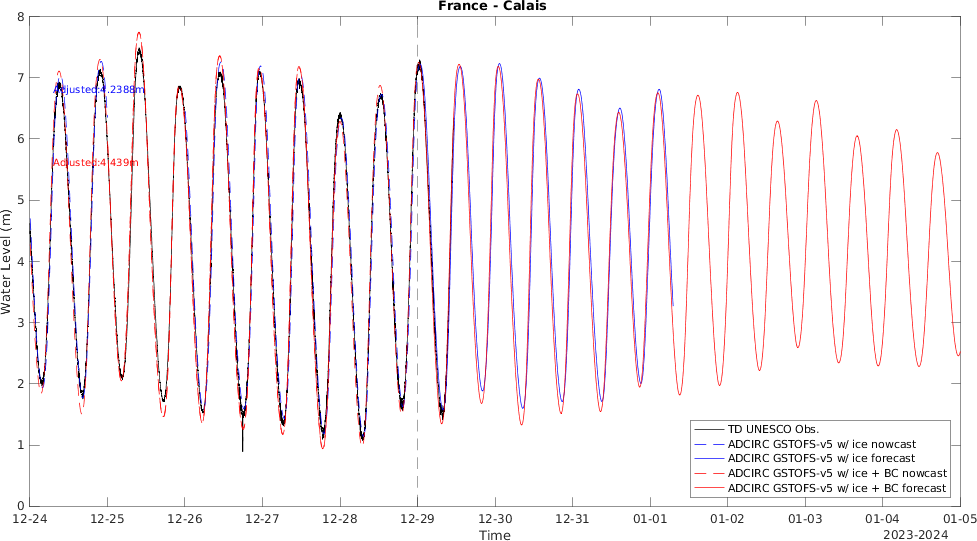 France - Calais
8
7
6
5
4
3
2
1
0
Water Level (m)
Adjusted:4.2388m
Adjusted:4.439m
TD UNESCO Obs.
ADCIRC GSTOFS-v5 w/ ice nowcast
ADCIRC GSTOFS-v5 w/ ice forecast
ADCIRC GSTOFS-v5 w/ ice + BC nowcast
ADCIRC GSTOFS-v5 w/ ice + BC forecast
12-24 12-25 12-26 12-27 12-28 12-29 12-30 12-31 01-01 01-02 01-03 01-04 01-05
Time
2023-2024